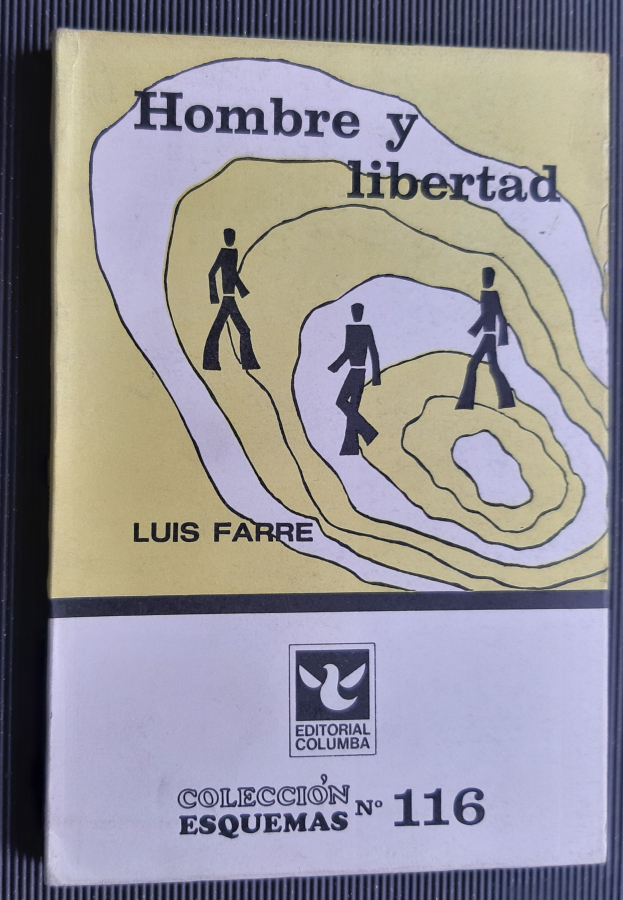 Hombre y
libertad
LUIS FARRE
EDITORIAL
COLUMBA
COLECCIÓN
ESQUEMAS Nº 116